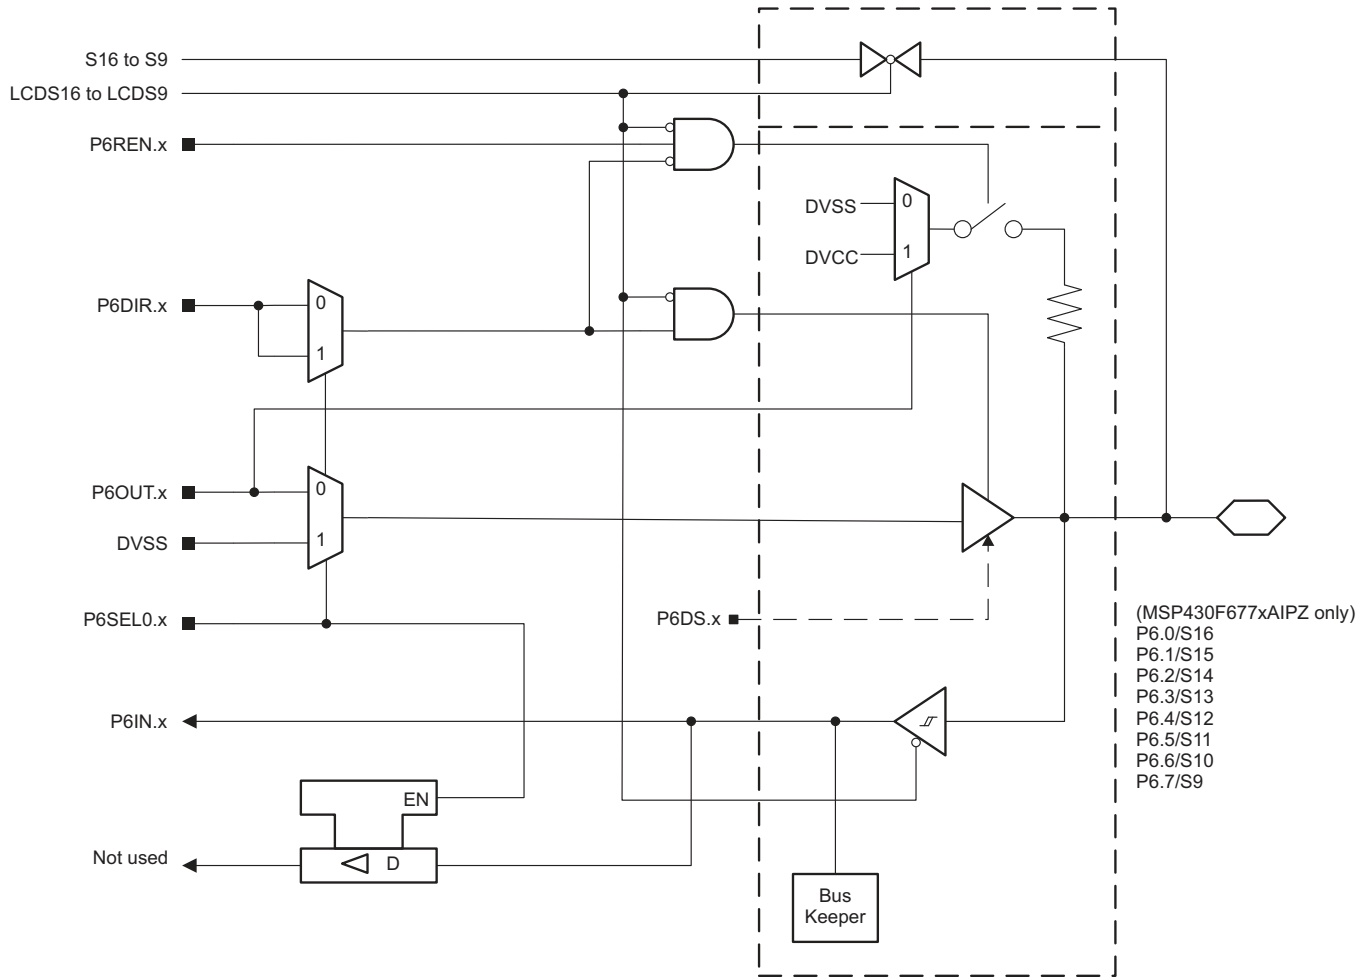 S16 to S9
LCDS16 to LCDS9
P6REN.x
DVSS
0
DVCC
1
P6DIR.x
0
1
P6OUT.x
0
DVSS
1
P6SEL0.x
P6DS.x
(MSP430F677xAIPZ only)
P6.0/S16
P6.1/S15
P6.2/S14
P6.3/S13
P6.4/S12
P6.5/S11
P6.6/S10
P6.7/S9
P6IN.x
EN
Not used
D
Bus
Keeper